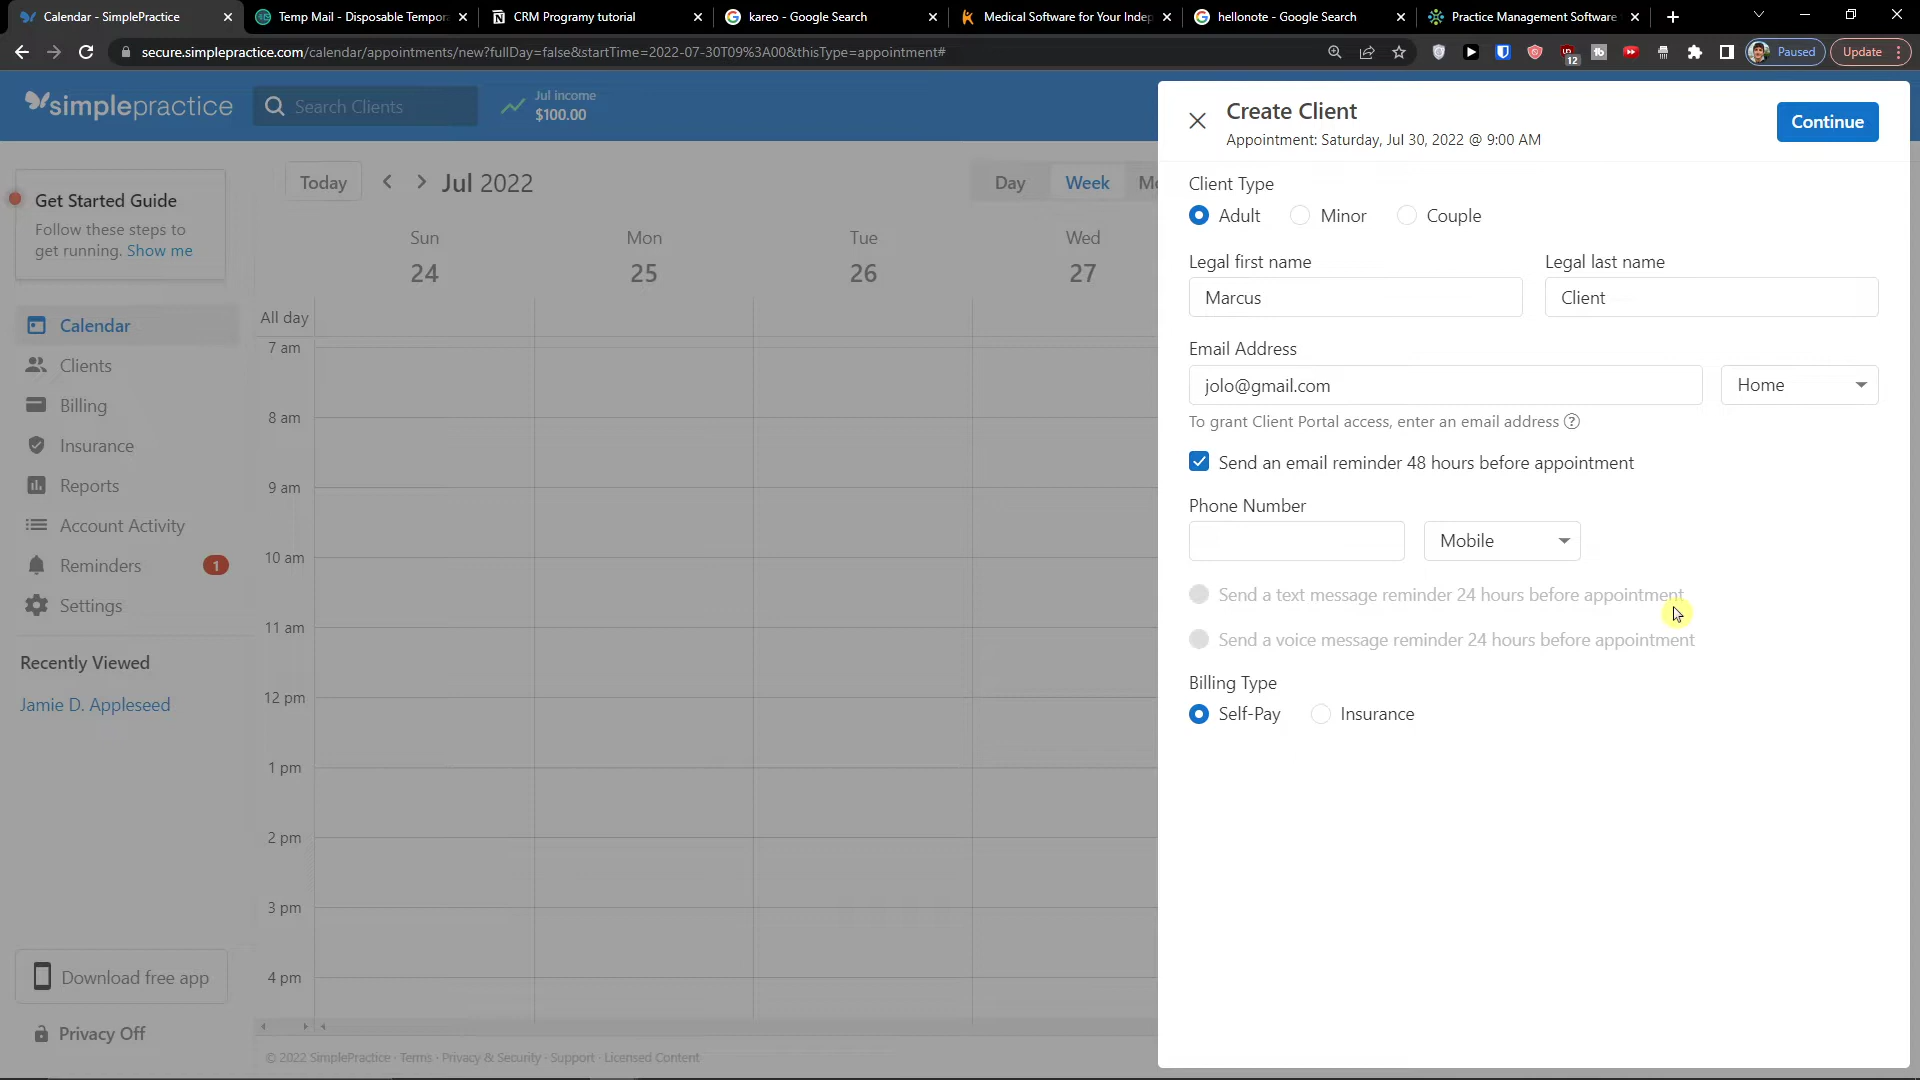 Calendar - SimplePractice
Temp Mail - Disposable Tempora
CRM Programy tutorial
kareo - Google Search
Medical Software for Your Indep
hellonote - Google Search
Practice Management Software
secure.simplepractice.com/calendar/appointments/new?fullDay=false&startTime=2022-07-30T09%3A00&thisType=appointment#
12
Paused
Update
simplepractice
Search Clients
Jul income
$100.00
Create Client
Appointment: Saturday, Jul 30, 2022 @ 9:00 AM
Continue
Get Started Guide
Follow these steps to
get running. Show me
Calendar
Clients
Billing
Insurance
Reports
Account Activity
Reminders
1
Settings
Recently Viewed
Jamie D. Appleseed
Download free app
Privacy Off
Today
Jul 2022
Day
Week
Mo
Sun
Mon
Tue
Wed
24
25
26
27
All day
7 am
8 am
9 am
10 am
11 am
12 pm
1 pm
2 pm
3 pm
4 pm
© 2022 SimplePractice · Terms · Privacy & Security · Support · Licensed Content
Client Type
Adult
Minor
Couple
Legal first name
Legal last name
Marcus
Client
Email Address
jolo@gmail.com
Home
To grant Client Portal access, enter an email address ?
Send an email reminder 48 hours before appointment
Phone Number
Mobile
Send a text message reminder 24 hours before appointment
Send a voice message reminder 24 hours before appointment
Billing Type
Self-Pay
Insurance